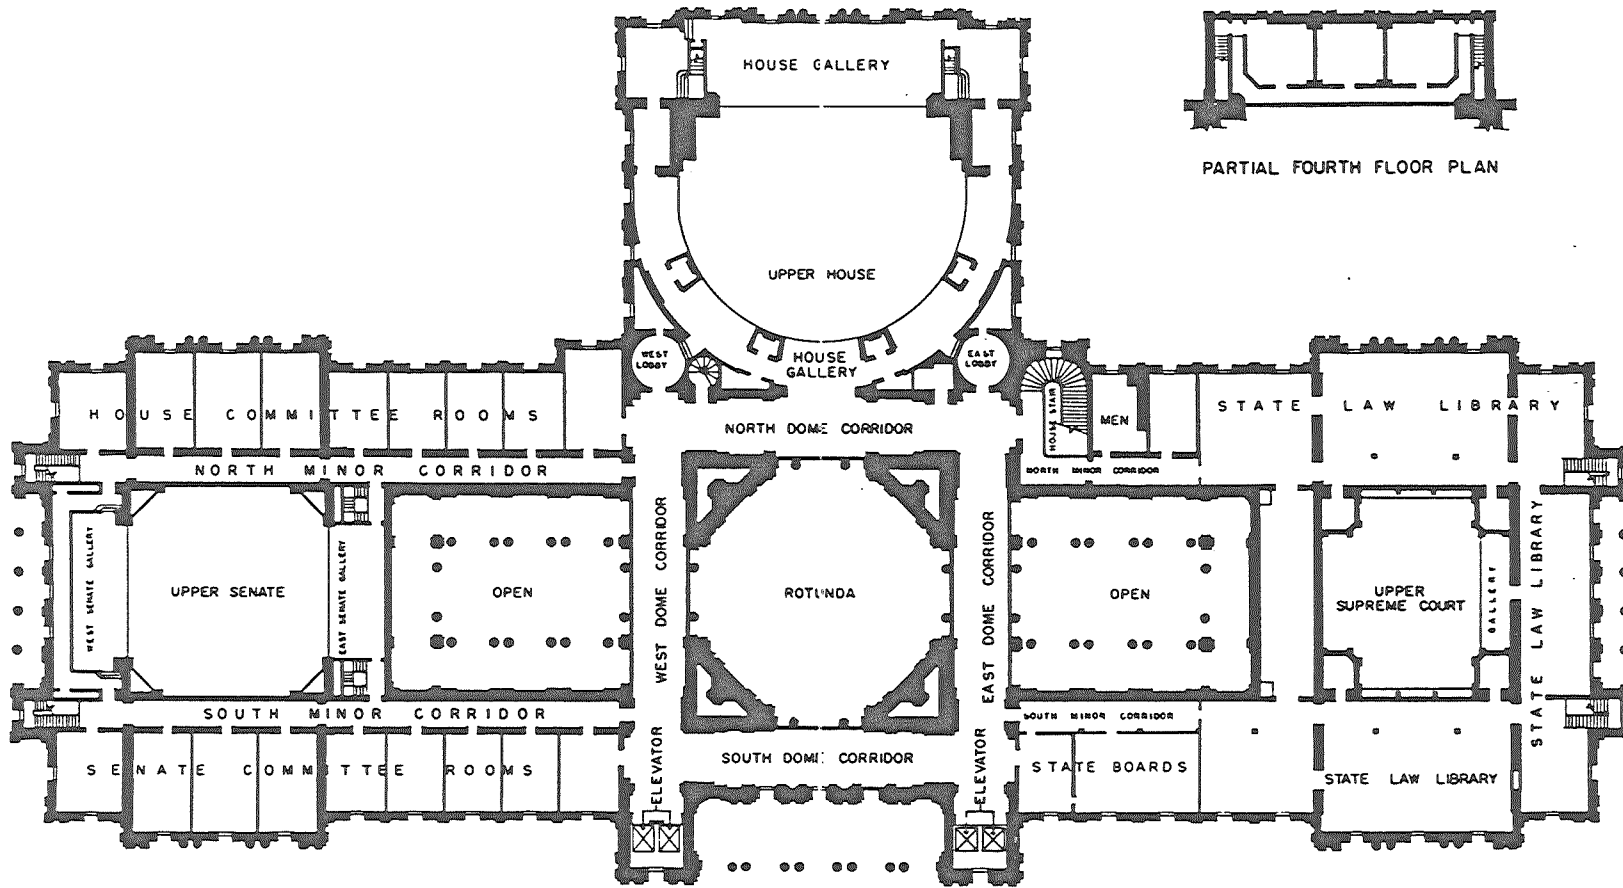 HOUSE GALLERY
PARTIAL FOURTH FLOOR PLAN
UPPER HOUSE
WEST
LOBBY
HOUSE
GALLERY
EAST
LOBBY
HOUSE COMMITTEE ROOMS
NORTH DOME CORRIDOR
HOUSE STAIR
MEN
STATE LAW LIBRARY
NORTH MINOR CORRIDOR
NORTH MINOR CORRIDOR
WEST SENATE GALLERY
UPPER SENATE
EAST SENATE GALLERY
OPEN
WEST DOME CORRIDOR
ROTUNDA
EAST DOME CORRIDOR
OPEN
UPPER
SUPREME COURT
GALLERY
STATE LAW LIBRARY
SOUTH MINOR CORRIDOR
SOUTH MINOR CORRIDOR
SENATE COMMITTEE ROOMS
ELEVATOR
SOUTH DOME CORRIDOR
ELEVATOR
STATE BOARDS
STATE LAW LIBRARY